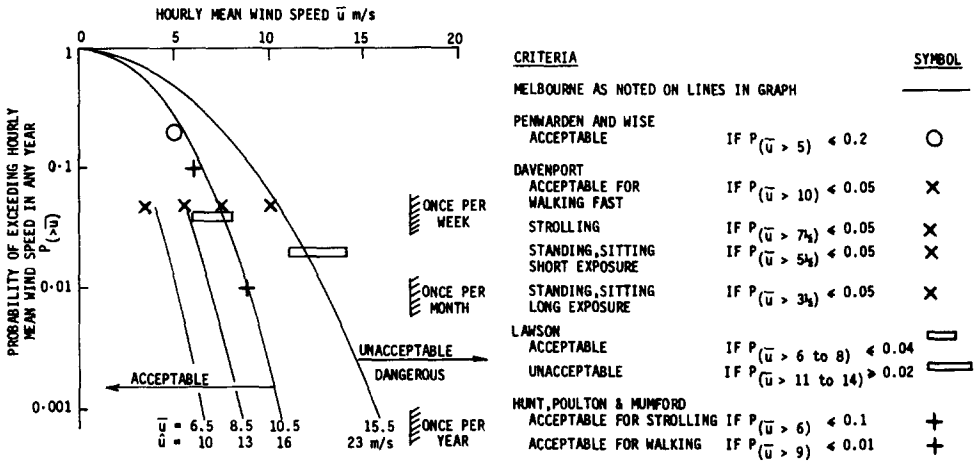 HOURLY MEAN WIND SPEED ū m/s
0 5 10 15 20
PROBABILITY OF EXCEEDING HOURLY
MEAN WIND SPEED IN ANY YEAR
P(>ū)
1
0·1
0·01
0·001
ONCE PER
WEEK
ONCE PER
MONTH
UNACCEPTABLE
DANGEROUS
ACCEPTABLE
ū = 6.5 8.5 10.5 15.5
û = 10 13 16 23 m/s
ONCE PER
YEAR
CRITERIA SYMBOL
MELBOURNE AS NOTED ON LINES IN GRAPH
PENWARDEN AND WISE
ACCEPTABLE IF P(ū > 5) ≤ 0.2
DAVENPORT
ACCEPTABLE FOR
WALKING FAST IF P(ū > 10) ≤ 0.05
STROLLING IF P(ū > 7½) ≤ 0.05
STANDING,SITTING
SHORT EXPOSURE IF P(ū > 5½) ≤ 0.05
STANDING,SITTING
LONG EXPOSURE IF P(ū > 3½) ≤ 0.05
LAWSON
ACCEPTABLE IF P(ū > 6 to 8) ≤ 0.04
UNACCEPTABLE IF P(ū > 11 to 14) ≥ 0.02
HUNT,POULTON & MUMFORD
ACCEPTABLE FOR STROLLING IF P(ū > 6) ≤ 0.1
ACCEPTABLE FOR WALKING IF P(ū > 9) ≤ 0.01